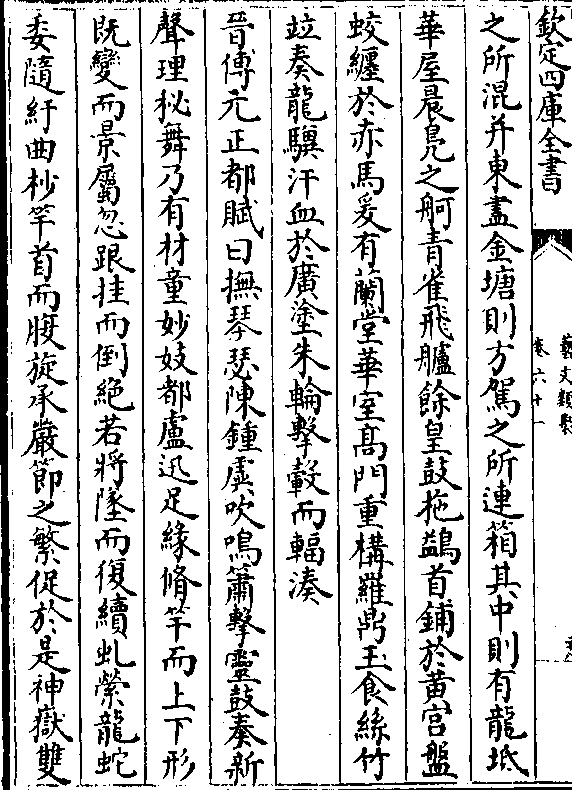 欽定四庫全書
藝文類聚
卷六十一
之所混并東盡金塘則方駕之所連箱其中則有龍坻
華屋晨鳧之舸青雀飛艫餘皇鼓拖鷁首鋪於黄宫盤
蛟纒於赤馬爰有蘭堂華室髙門重構羅鼎玉食絲竹
竝奏龍驥汗血於廣塗朱輪擊轂而輻湊
晉傅元正都賦曰撫琴瑟陳鍾虡吹鳴簫擊靈鼓奏新
聲理秘舞乃有材童妙妓都盧迅足縁脩竿而上下形
既變而景屬忽跟挂而倒絶若將墜而復續虬縈龍蛇
委隨紆曲杪竿首而腹旋承嚴節之繁促於是神嶽雙